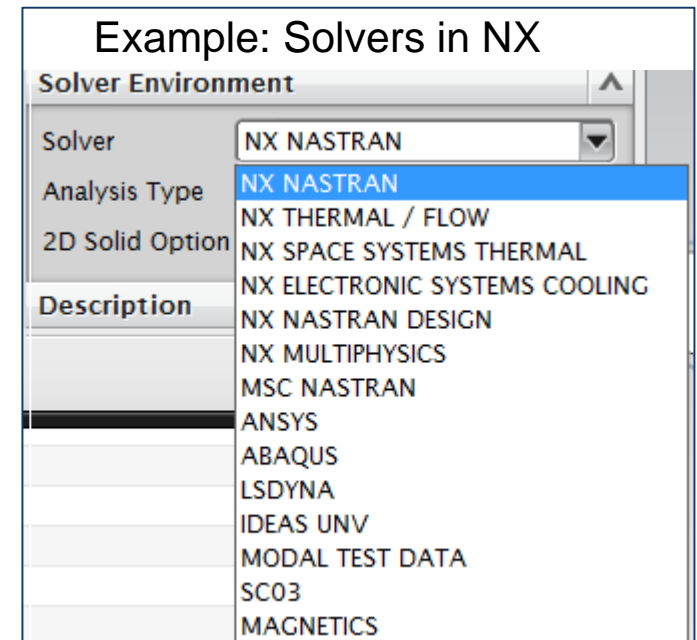 Example: Solvers in NX
Solver Environment
Solver NX NASTRAN
Analysis Type
2D Solid Option
Description
NX NASTRAN
NX THERMAL / FLOW
NX SPACE SYSTEMS THERMAL
NX ELECTRONIC SYSTEMS COOLING
NX NASTRAN DESIGN
NX MULTIPHYSICS
MSC NASTRAN
ANSYS
ABAQUS
LSDYNA
IDEAS UNV
MODAL TEST DATA
SC03
MAGNETICS